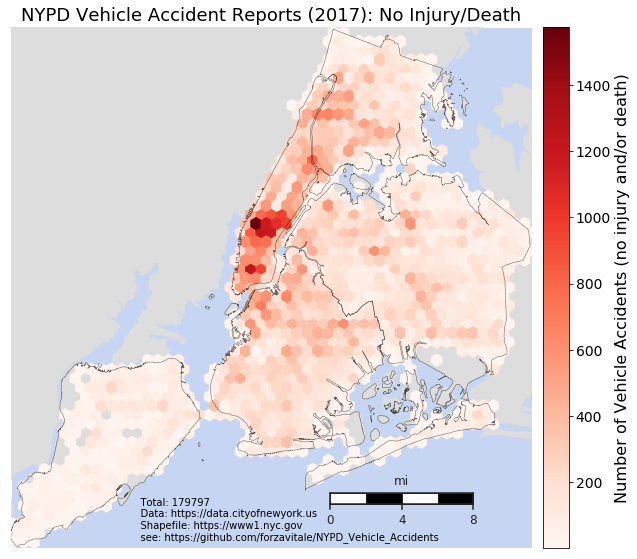 NYPD Vehicle Accident Reports (2017): No Injury/Death
1400
1200
1000
800
600
400
200
Number of Vehicle Accidents (no injury and/or death)
mi
0 4 8
Total: 179797
Data: https://data.cityofnewyork.us
Shapefile: https://www1.nyc.gov
see: https://github.com/forzavitale/NYPD_Vehicle_Accidents